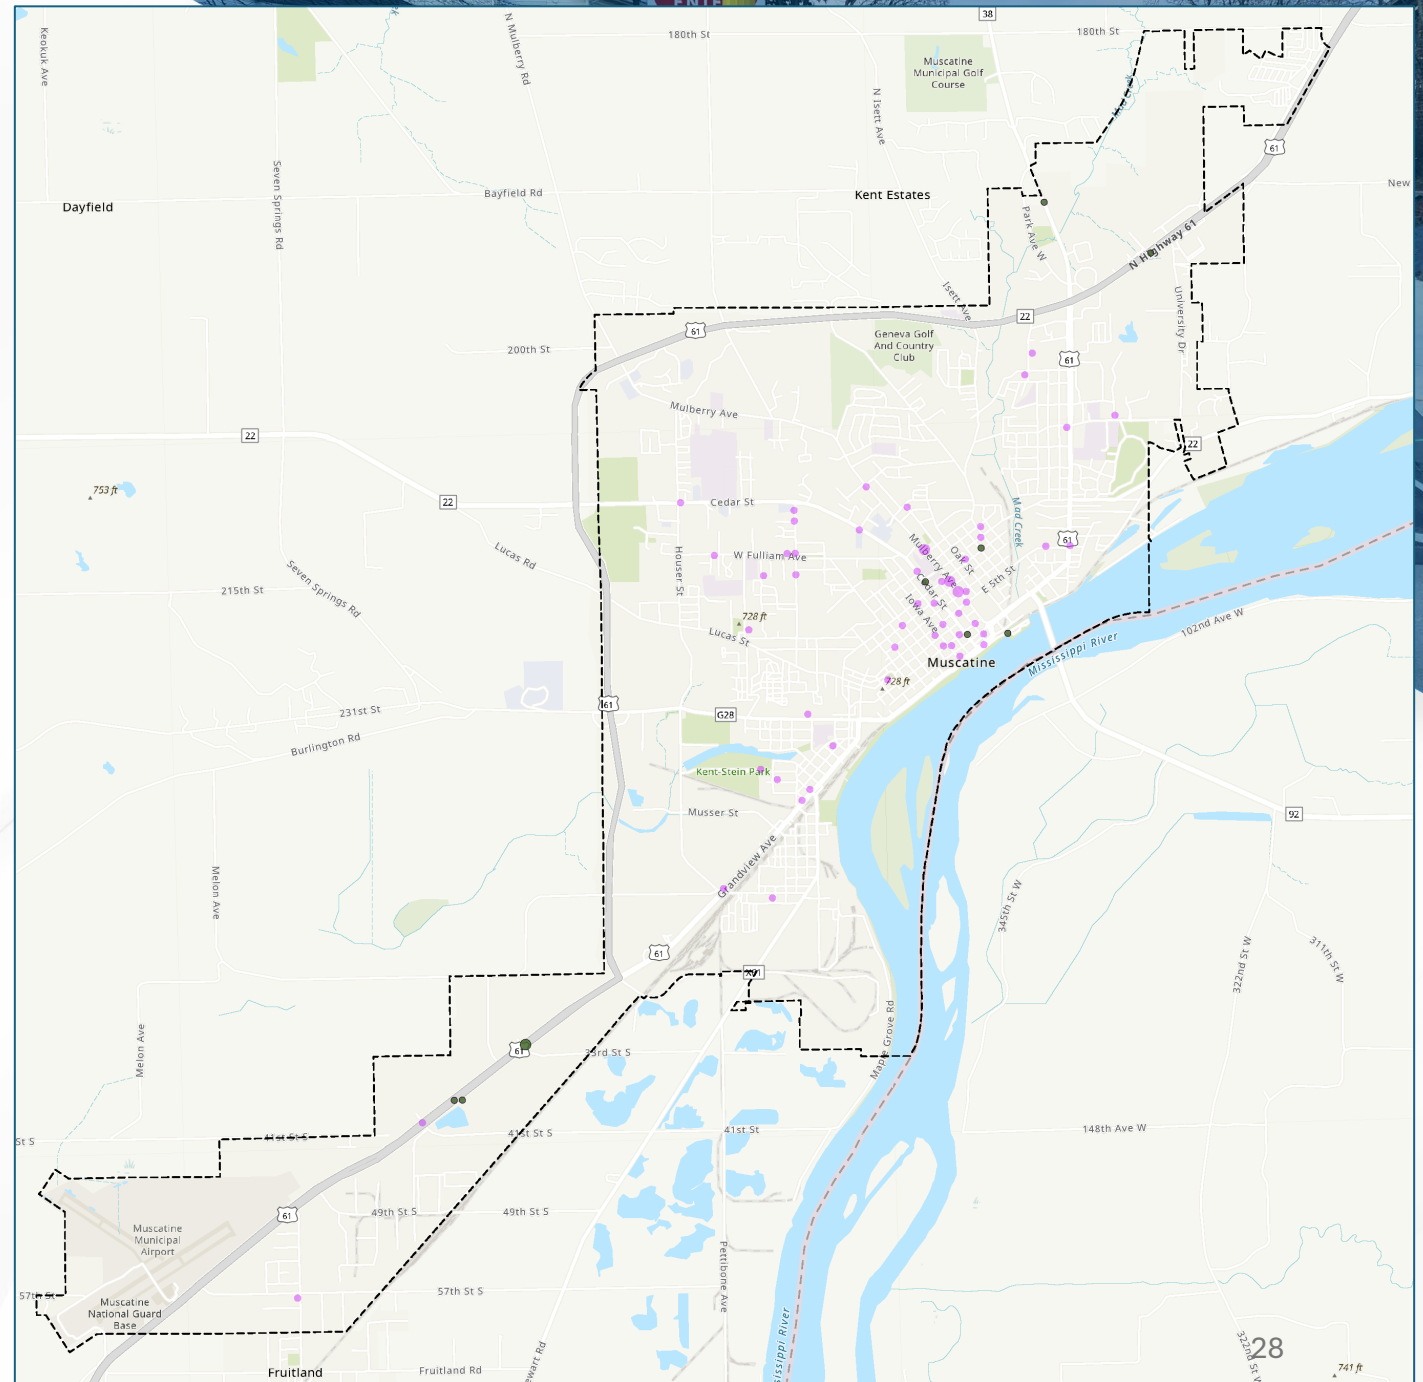 38
180th St
180th St
Keokuk Ave
N Mulberry Rd
Muscatine
Municipal Golf
Course
N Isett Ave
61
Seven Springs Rd
Bayfield Rd
Kent Estates
New
Dayfield
Park Ave W
N Highway 61
Isett Ave
University Dr
22
61
200th St
Geneva Golf
And Country
Club
61
Mulberry Ave
22
22
753 ft
22
Cedar St
Mad Creek
61
Lucas Rd
Houser St
W Fulliam Ave
Mulberry Ave
Oak St
E 5th St
Cedar St
Iowa Ave
215th St
Seven Springs Rd
728 ft
Lucas St
102nd Ave W
Mississippi River
Muscatine
728 ft
61
G28
231st St
Burlington Rd
Kent-Stein Park
Musser St
92
Grandview Ave
Melon Ave
345th St W
322nd St W
311th St W
61
Maple Grove Rd
Melon Ave
61
33rd St S
St S
41st St S
41st St S
41st St
148th Ave W
49th St S
49th St S
61
Muscatine
Municipal
Airport
Pettibone Ave
57th St
57th St S
Muscatine
National Guard
Base
28
322nd St W
741 ft
Fruitland
Fruitland Rd
ewart Rd
sissippi River